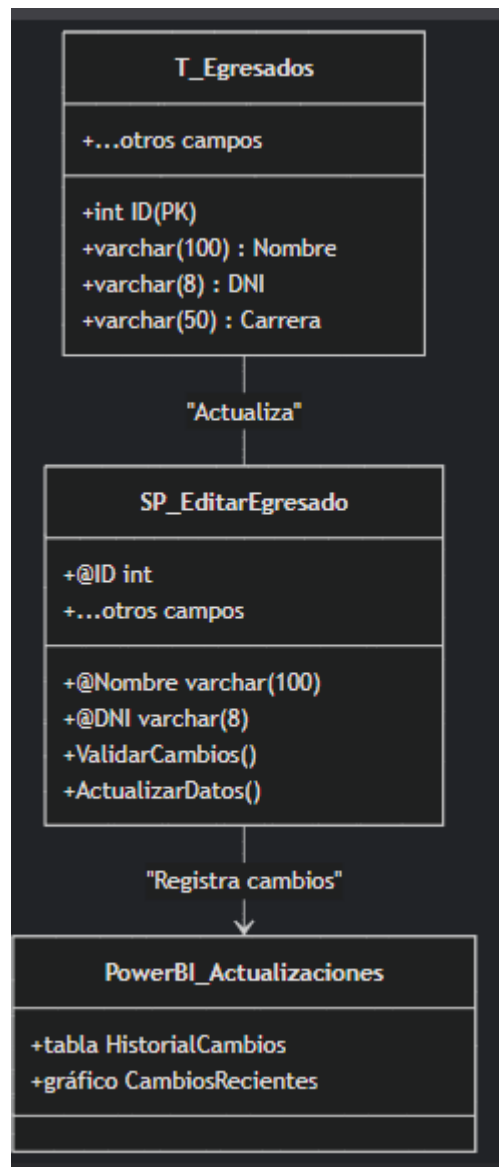 T_Egresados
+...otros campos
+int ID(PK)
+varchar(100) : Nombre
+varchar(8) : DNI
+varchar(50) : Carrera
"Actualiza"
SP_EditarEgresado
+@ID int
+...otros campos
+@Nombre varchar(100)
+@DNI varchar(8)
+ValidarCambios()
+ActualizarDatos()
"Registra cambios"
PowerBI_Actualizaciones
+tabla HistorialCambios
+gráfico CambiosRecientes